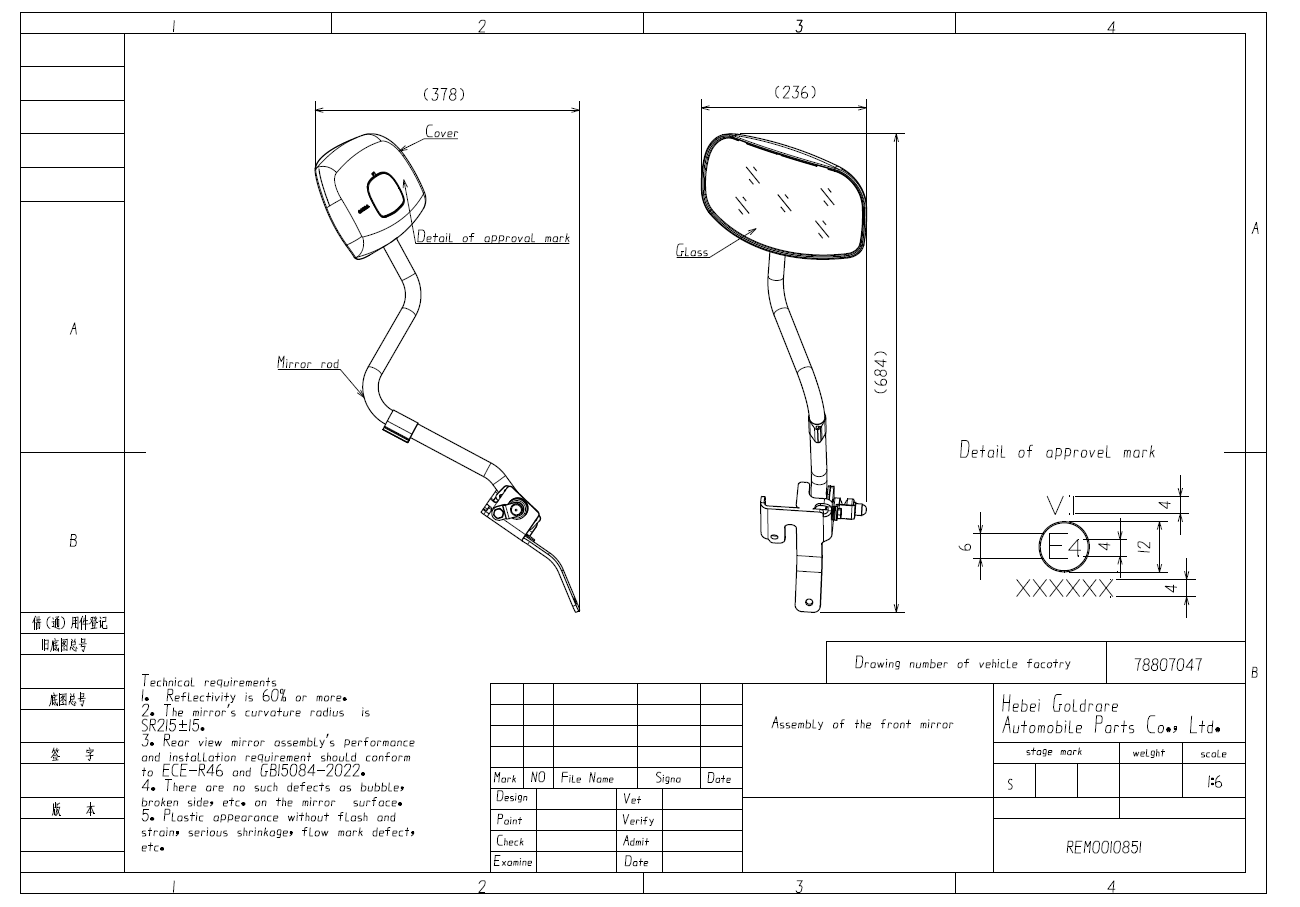 1 2 3 4
(378)
(236)
Cover
Detail of approval mark
Glass
A
A
Mirror rod
(684)
Detail of approvel mark
V.
4
6
E4
4
12
XXXXXX
4
B
借(通)用件登记
旧底图总号
底图总号
签 字
版 本
Technical requirements
1. Reflectivity is 60% or more.
2. The mirror's curvature radius is
SR215±15.
3. Rear view mirror assembly's performance
and installation requirement should conform
to ECE-R46 and GB15084-2022.
4. There are no such defects as bubble,
broken side, etc. on the mirror surface.
5. Plastic appearance without flash and
strain, serious shrinkage, flow mark defect,
etc.
Drawing number of vehicle facotry 78807047
B
Assembly of the front mirror
Hebei Goldrare
Automobile Parts Co., Ltd.
stage mark weight scale
S 1:6
REM0010851
Mark NO File Name Signa Date
Design Vet
Paint Verify
Check Admit
Examine Date
1 2 3 4